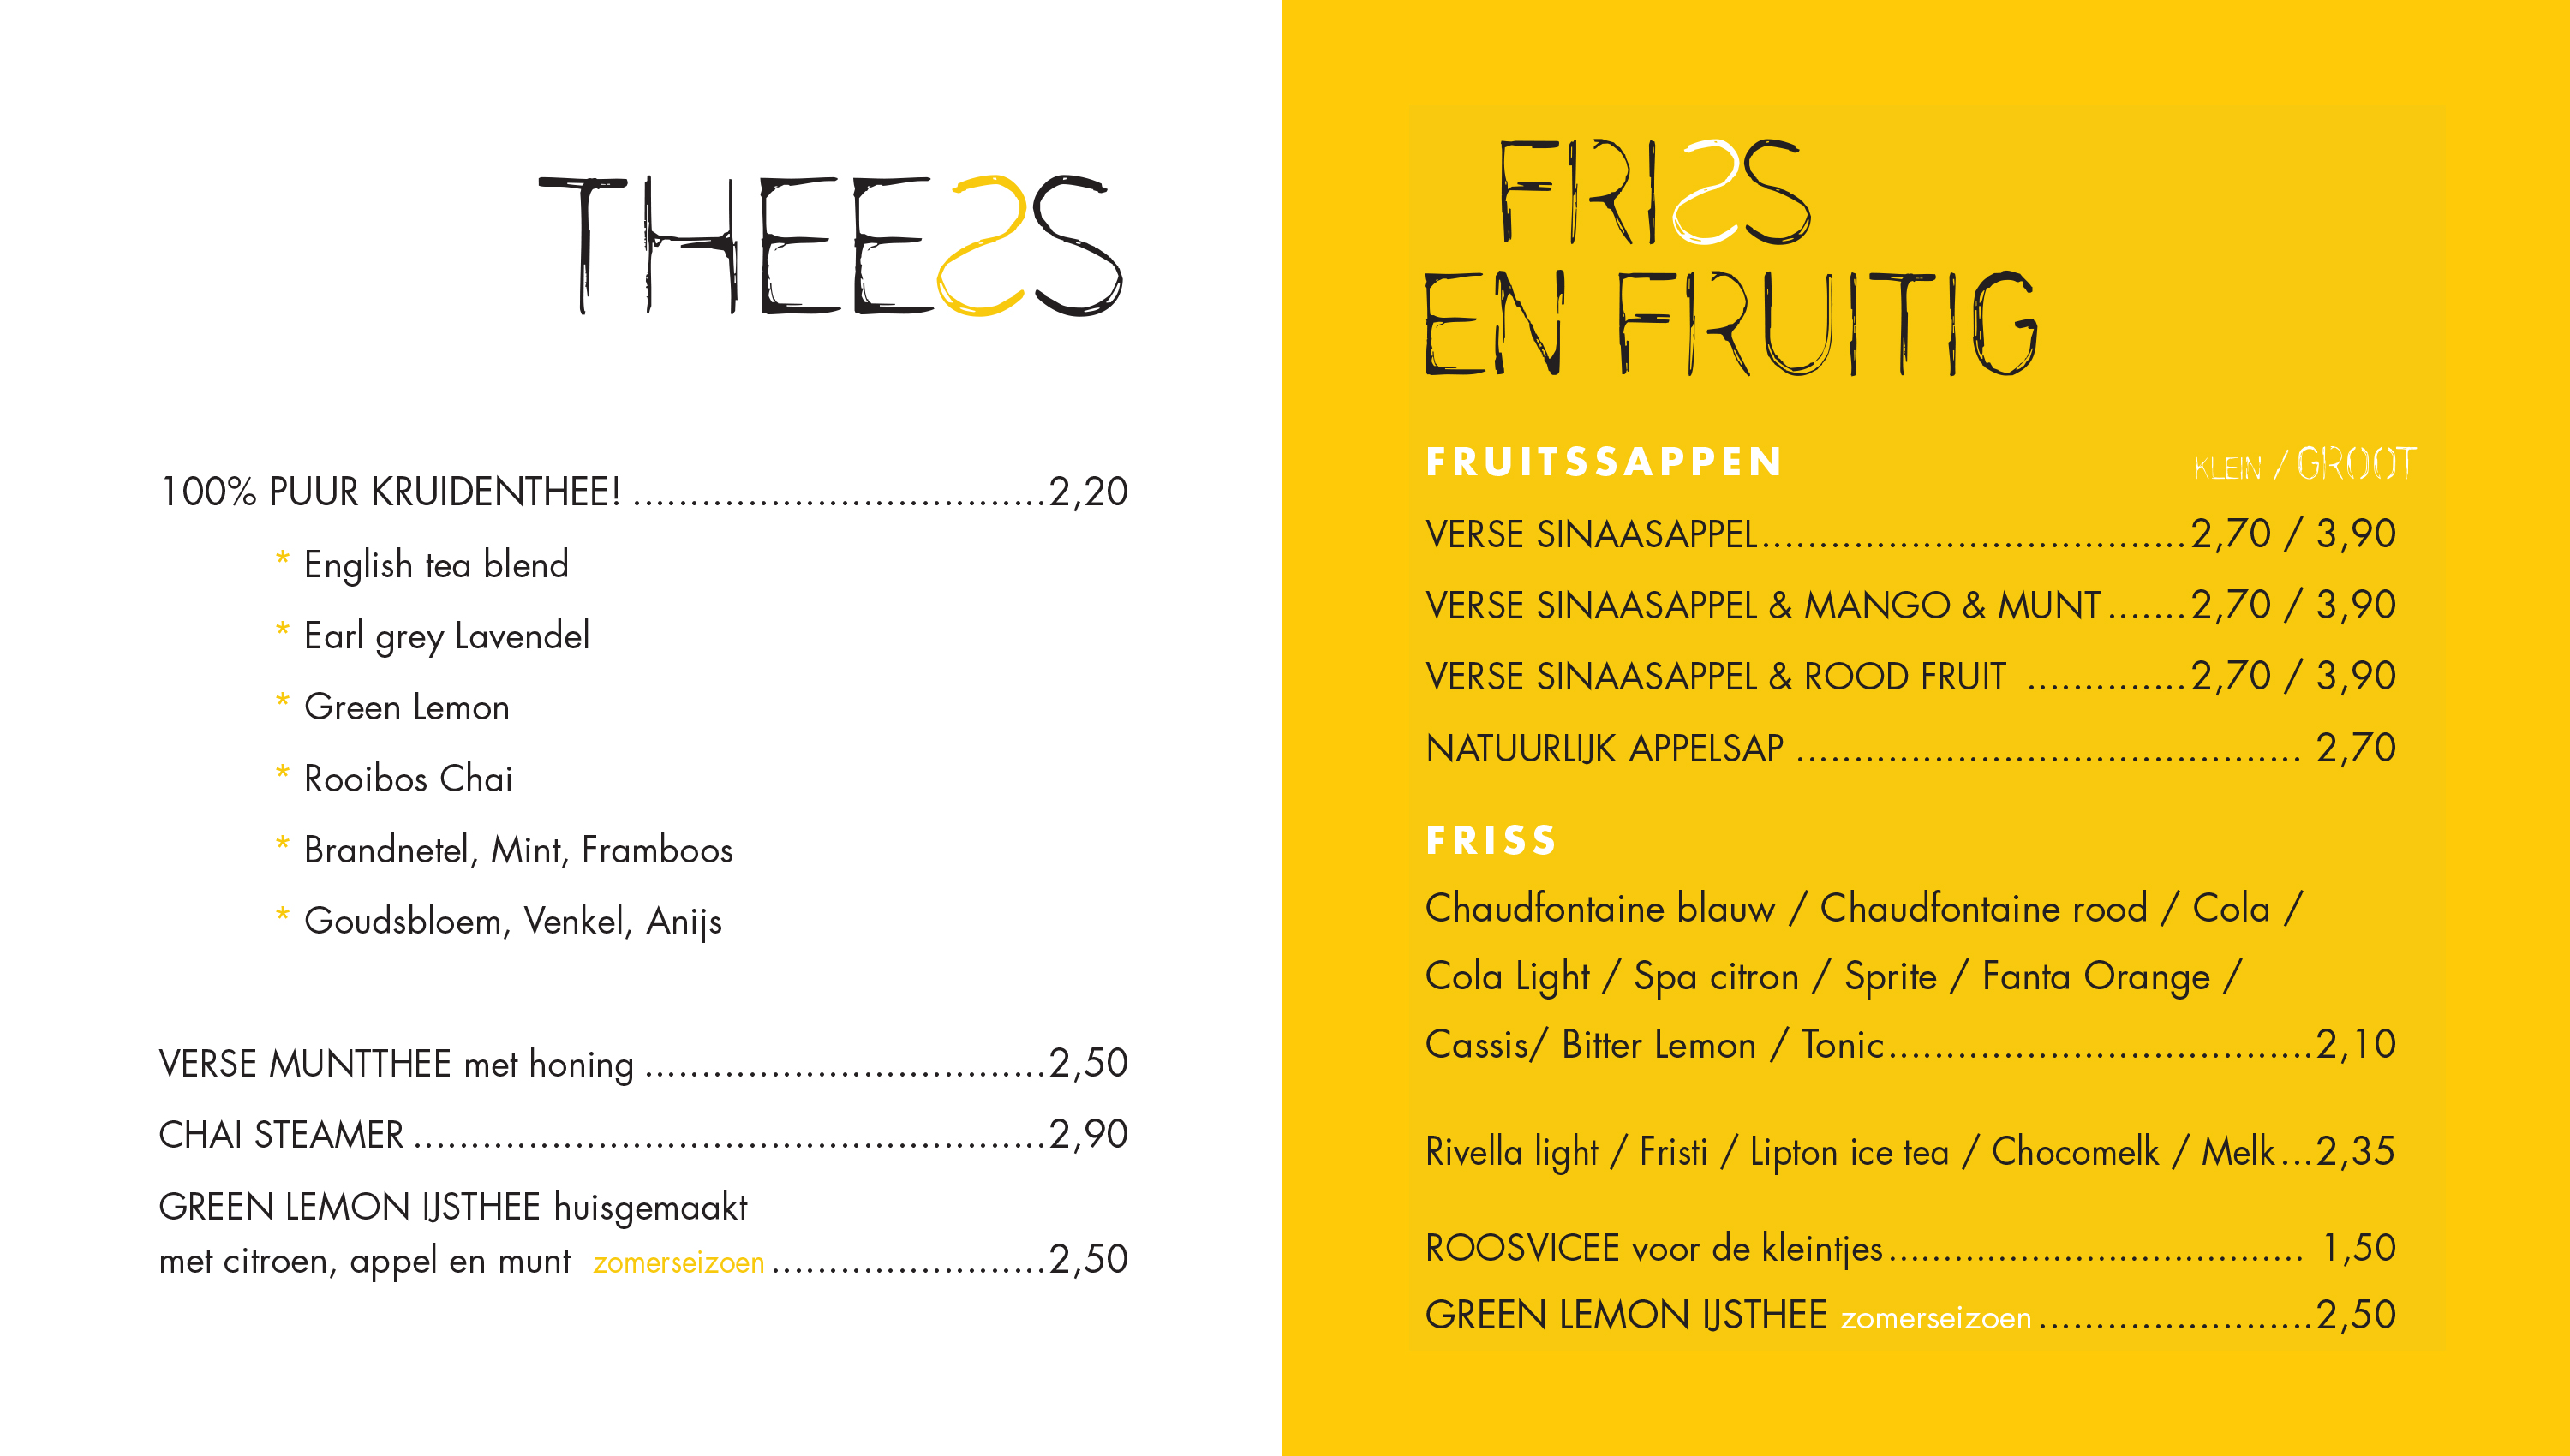 THEESS
100% PUUR KRUIDENTHEE! ....................................2,20
* English tea blend
* Earl grey Lavendel
* Green Lemon
* Rooibos Chai
* Brandnetel, Mint, Framboos
* Goudsbloem, Venkel, Anijs
VERSE MUNTTHEE met honing ...................................2,50
CHAI STEAMER .......................................................2,90
GREEN LEMON IJSTHEE huisgemaakt
met citroen, appel en munt zomerseizoen ........................2,50
FRISS
EN FRUITIG
FRUITSSAPPEN KLEIN / GROOT
VERSE SINAASAPPEL.....................................2,70 / 3,90
VERSE SINAASAPPEL & MANGO & MUNT.......2,70 / 3,90
VERSE SINAASAPPEL & ROOD FRUIT ..............2,70 / 3,90
NATUURLIJK APPELSAP ............................................ 2,70
FRISS
Chaudfontaine blauw / Chaudfontaine rood / Cola /
Cola Light / Spa citron / Sprite / Fanta Orange /
Cassis/ Bitter Lemon / Tonic.....................................2,10
Rivella light / Fristi / Lipton ice tea / Chocomelk / Melk...2,35
ROOSVICEE voor de kleintjes.................................... 1,50
GREEN LEMON IJSTHEE zomerseizoen........................2,50